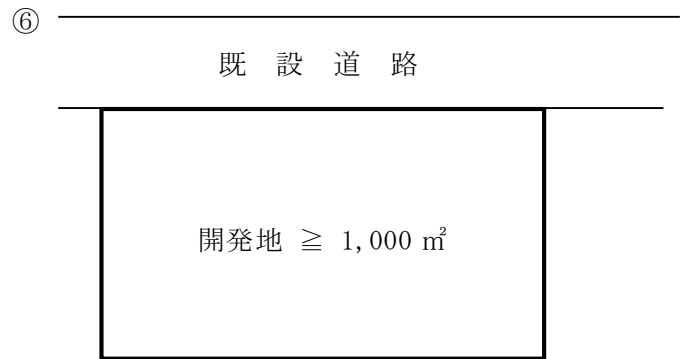 ⑥
既 設 道 路
開発地 ≧ 1,000 ㎡